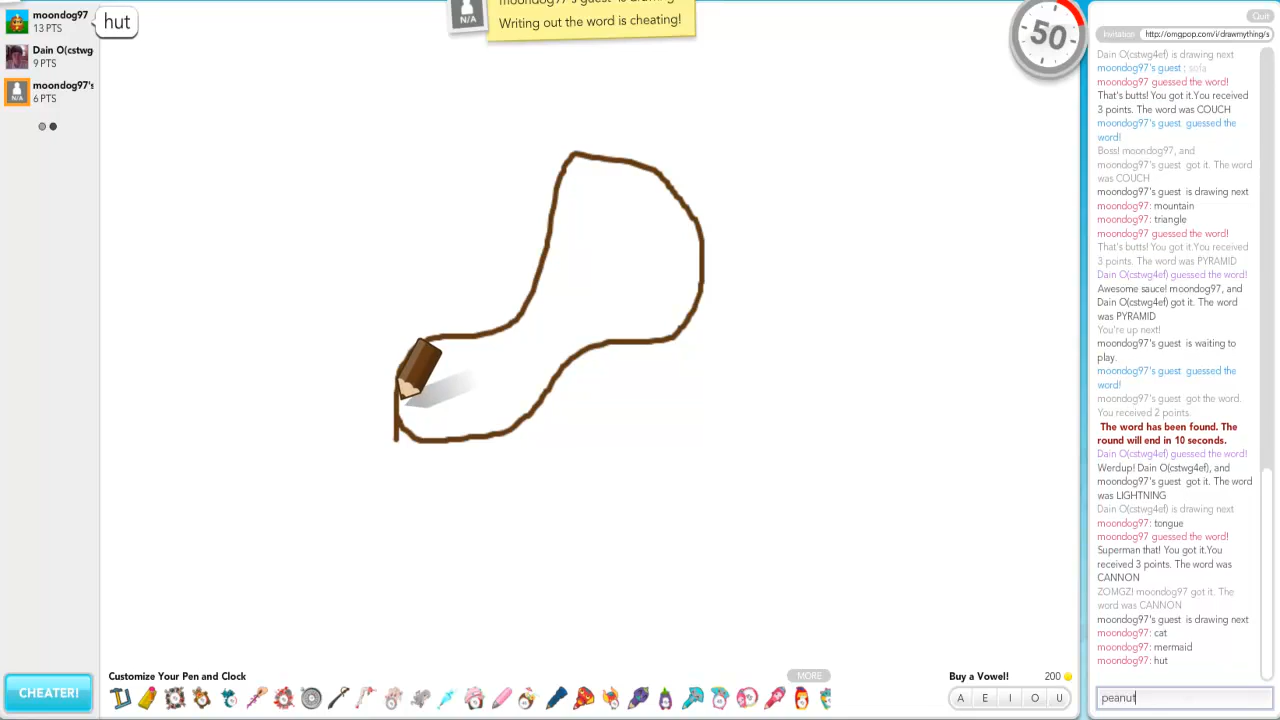 moondog97
13 PTS
hut
Dain O(cstwg
9 PTS
moondog97's
6 PTS
N/A
N/A
moondog97's guest is drawing
Writing out the word is cheating!
50
Quit
Invitation http://omgpop.com/i/drawmything/s
Dain O(cstwg4ef) is drawing next
moondog97's guest : sofa
moondog97 guessed the word!
That's butts! You got it.You received
3 points. The word was COUCH
moondog97's guest guessed the
word!
Boss! moondog97, and
moondog97's guest got it. The word
was COUCH
moondog97's guest is drawing next
moondog97: mountain
moondog97: triangle
moondog97 guessed the word!
That's butts! You got it.You received
3 points. The word was PYRAMID
Dain O(cstwg4ef) guessed the word!
Awesome sauce! moondog97, and
Dain O(cstwg4ef) got it. The word
was PYRAMID
You're up next!
moondog97's guest is waiting to
play.
moondog97's guest guessed the
word!
moondog97's guest got the word.
You received 2 points.
The word has been found. The
round will end in 10 seconds.
Dain O(cstwg4ef) guessed the word!
Werdup! Dain O(cstwg4ef), and
moondog97's guest got it. The word
was LIGHTNING
Dain O(cstwg4ef) is drawing next
moondog97: tongue
moondog97 guessed the word!
Superman that! You got it.You
received 3 points. The word was
CANNON
ZOMGZ! moondog97 got it. The
word was CANNON
moondog97's guest is drawing next
moondog97: cat
moondog97: mermaid
moondog97: hut
peanut
CHEATER!
Customize Your Pen and Clock
MORE
Buy a Vowel!
200
A E I O U